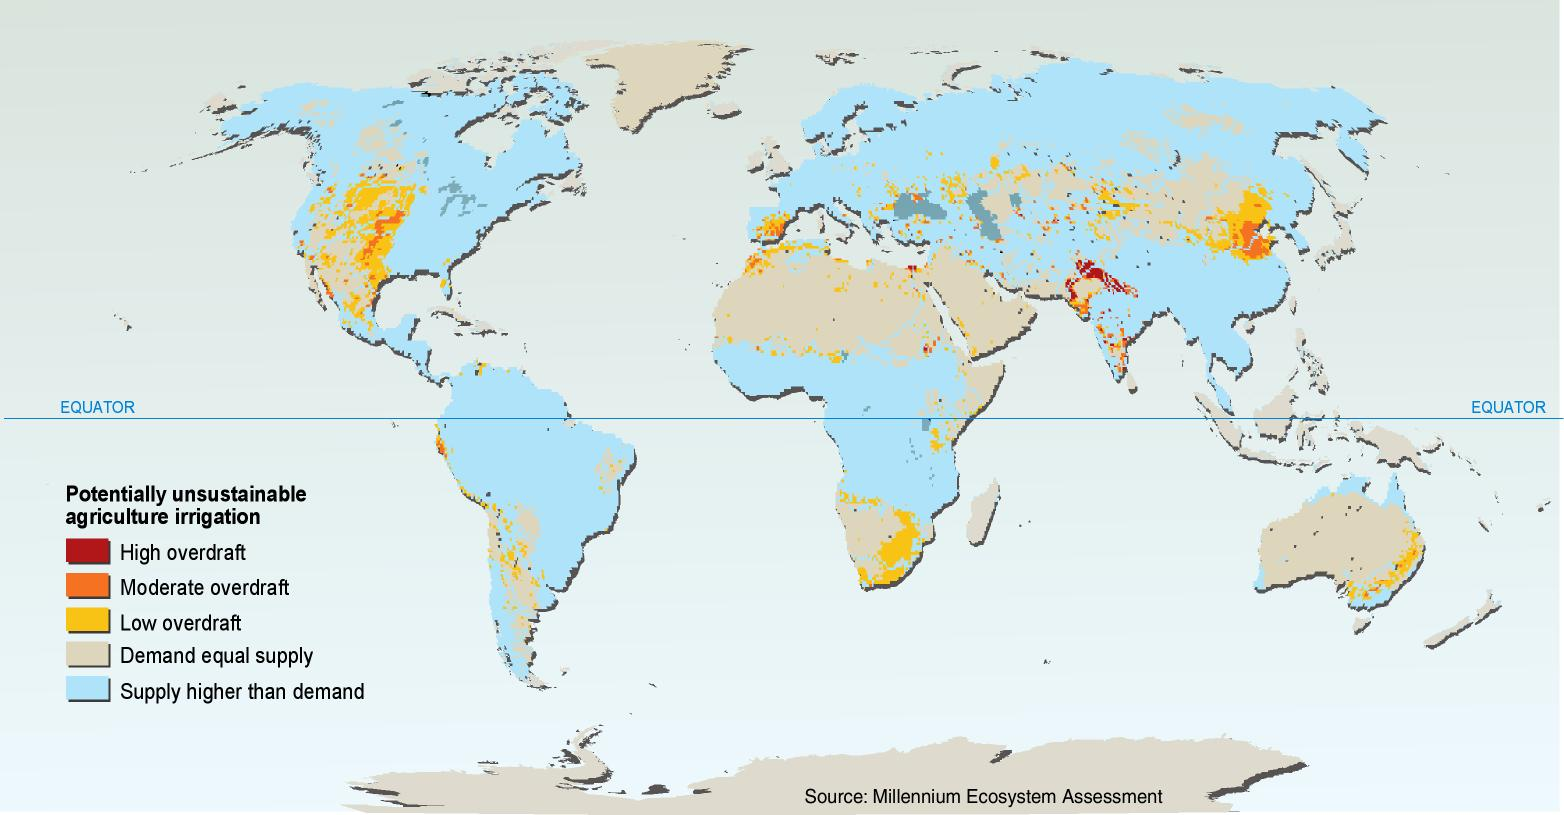 EQUATOR
EQUATOR
Potentially unsustainable
agriculture irrigation
High overdraft
Moderate overdraft
Low overdraft
Demand equal supply
Supply higher than demand
Source: Millennium Ecosystem Assessment